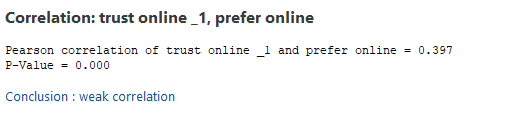 Correlation: trust online _1, prefer online
Pearson correlation of trust online _1 and prefer online = 0.397
P-Value = 0.000
Conclusion : weak correlation